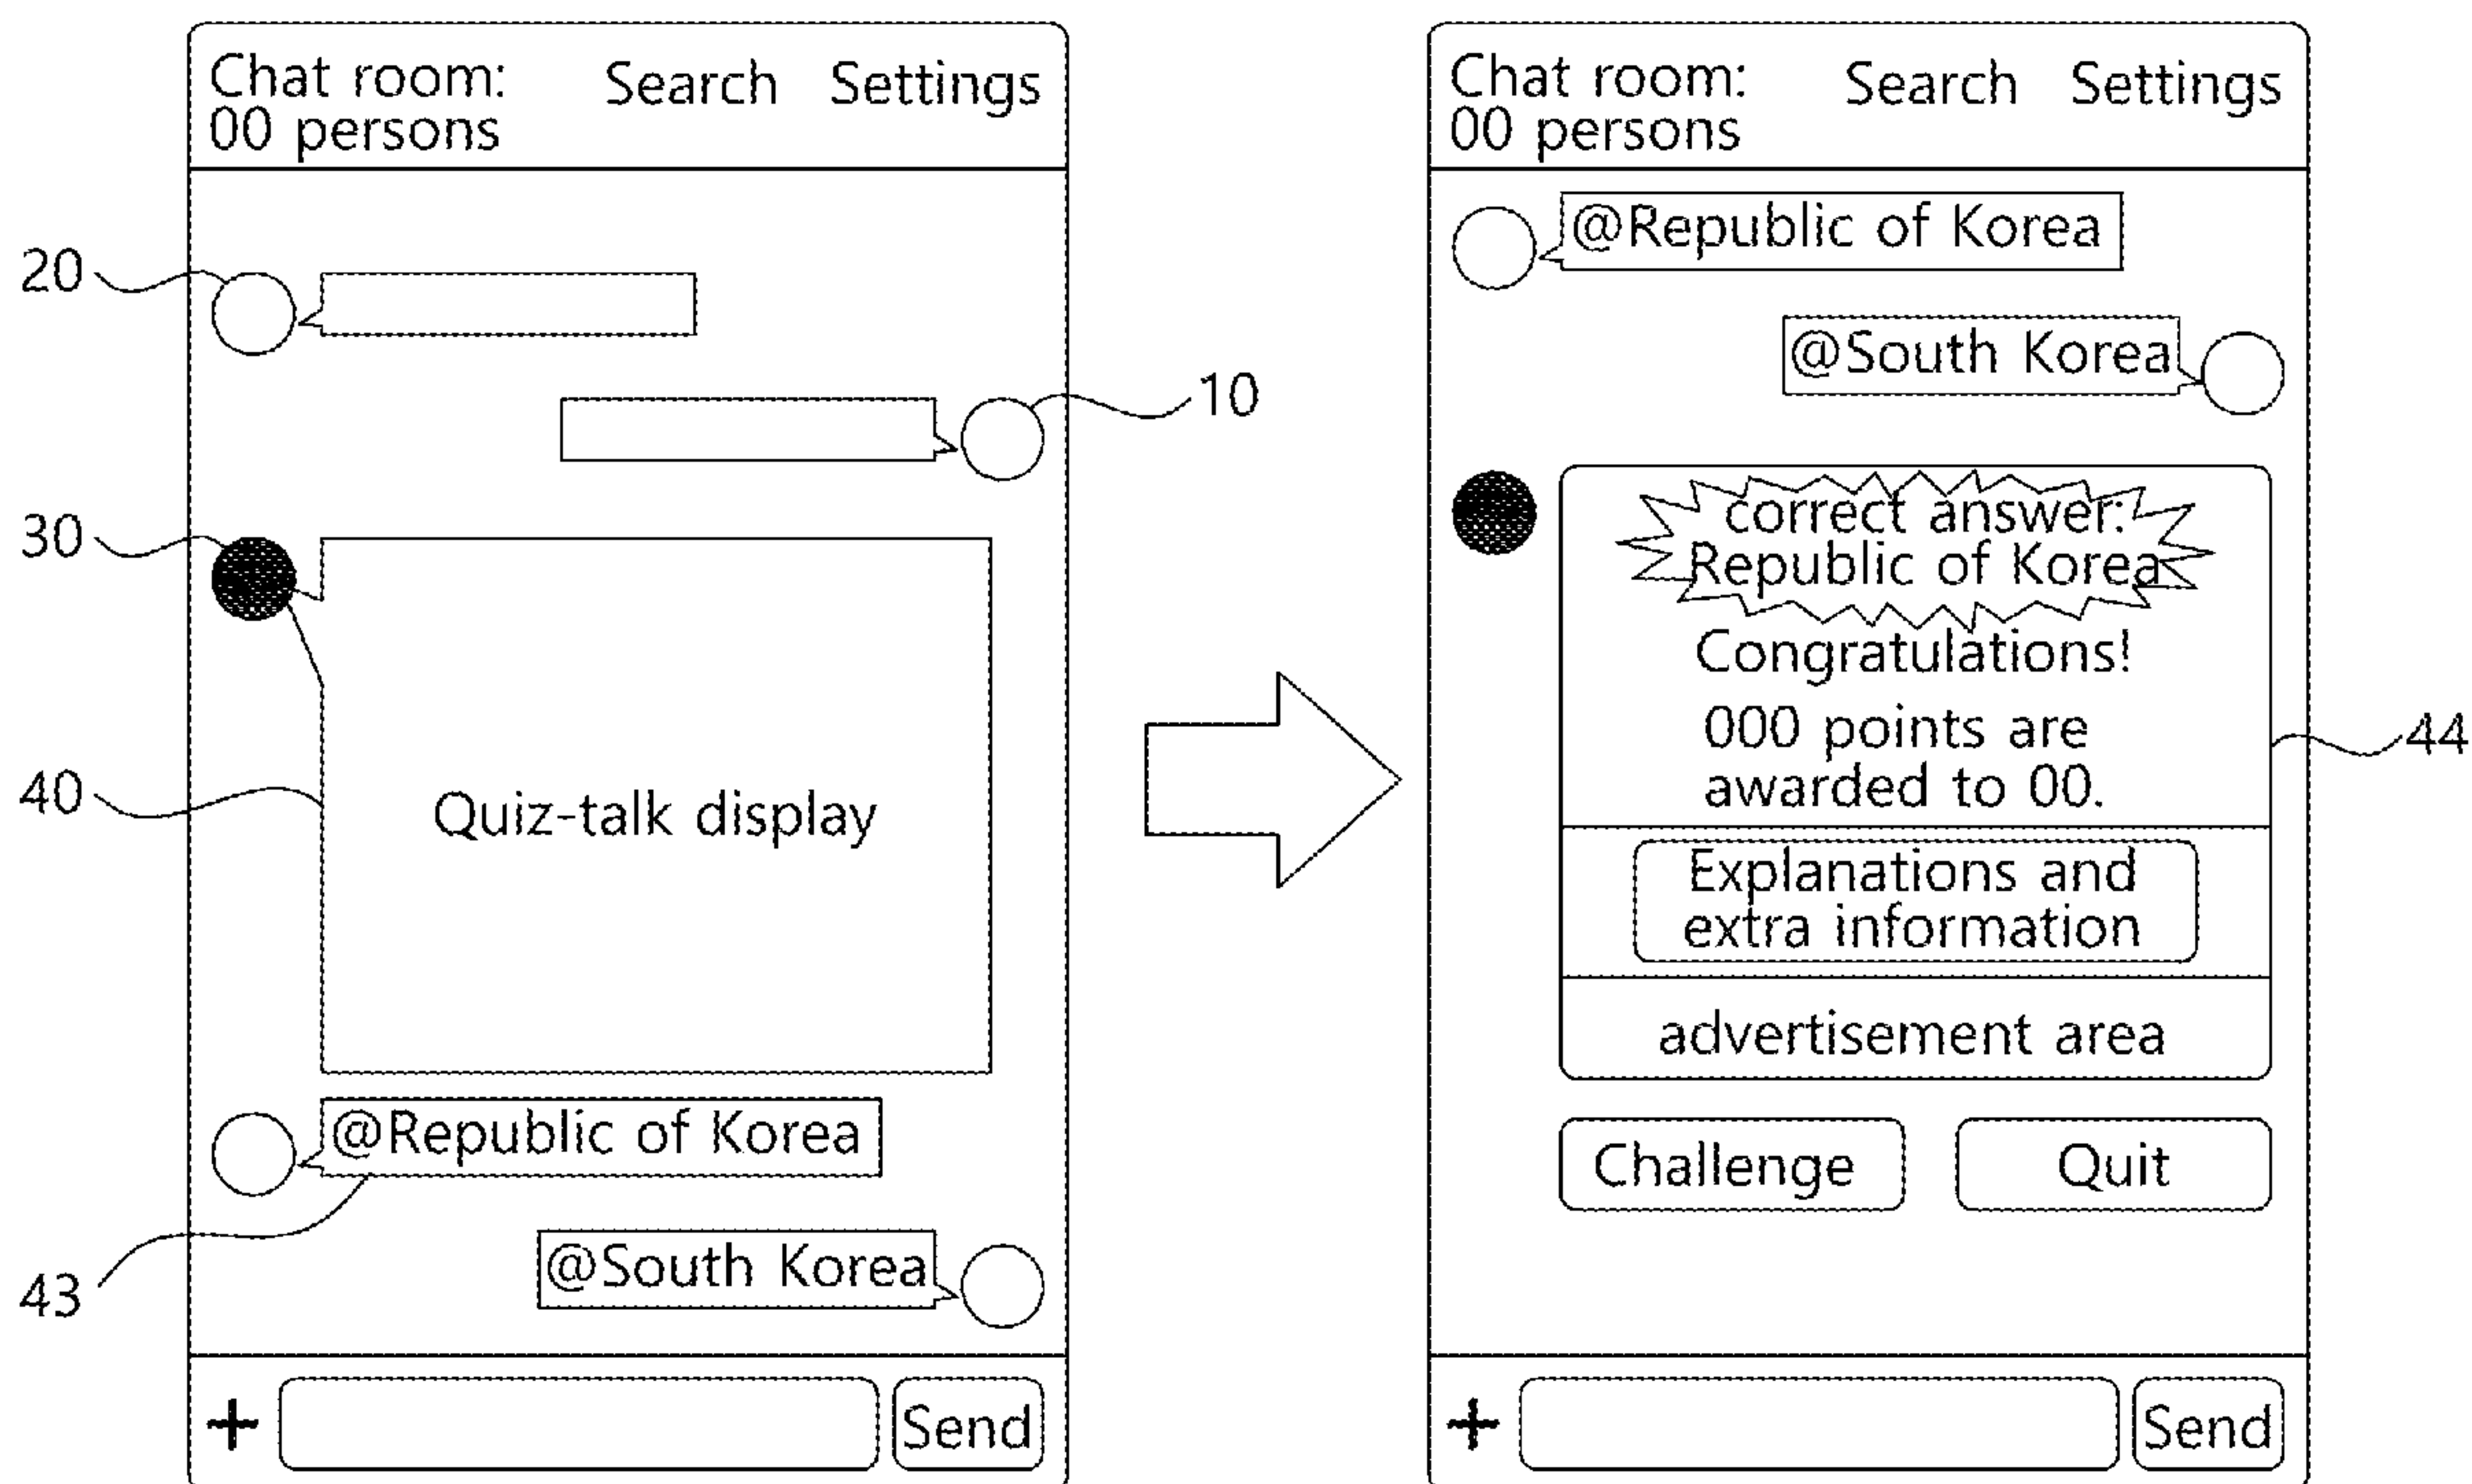 Chat room:
00 persons
Search
Settings
20
10
30
40
Quiz-talk display
@Republic of Korea
43
@South Korea
+
Send
Chat room:
00 persons
Search
Settings
@Republic of Korea
@South Korea
correct answer:
Republic of Korea
Congratulations!
000 points are
awarded to 00.
44
Explanations and
extra information
advertisement area
Challenge
Quit
+
Send